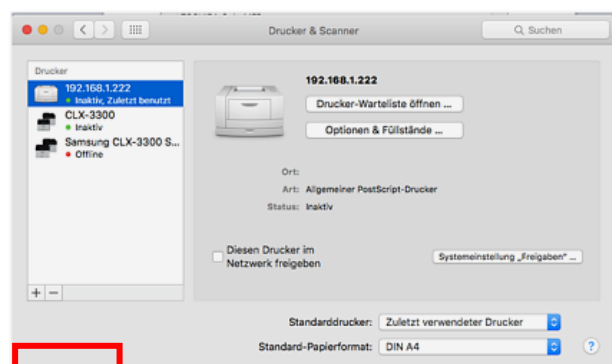 Drucker & Scanner
Suchen
Drucker
192.168.1.222
Inaktiv, Zuletzt benutzt
CLX-3300
Inaktiv
Samsung CLX-3300 S...
Offline
192.168.1.222
Drucker-Warteliste öffnen ...
Optionen & Füllstände ...
Ort:
Art: Allgemeiner PostScript-Drucker
Status: Inaktiv
Diesen Drucker im
Netzwerk freigeben
Systemeinstellung „Freigaben“ ...
+ −
Standarddrucker: Zuletzt verwendeter Drucker
Standard-Papierformat: DIN A4
?